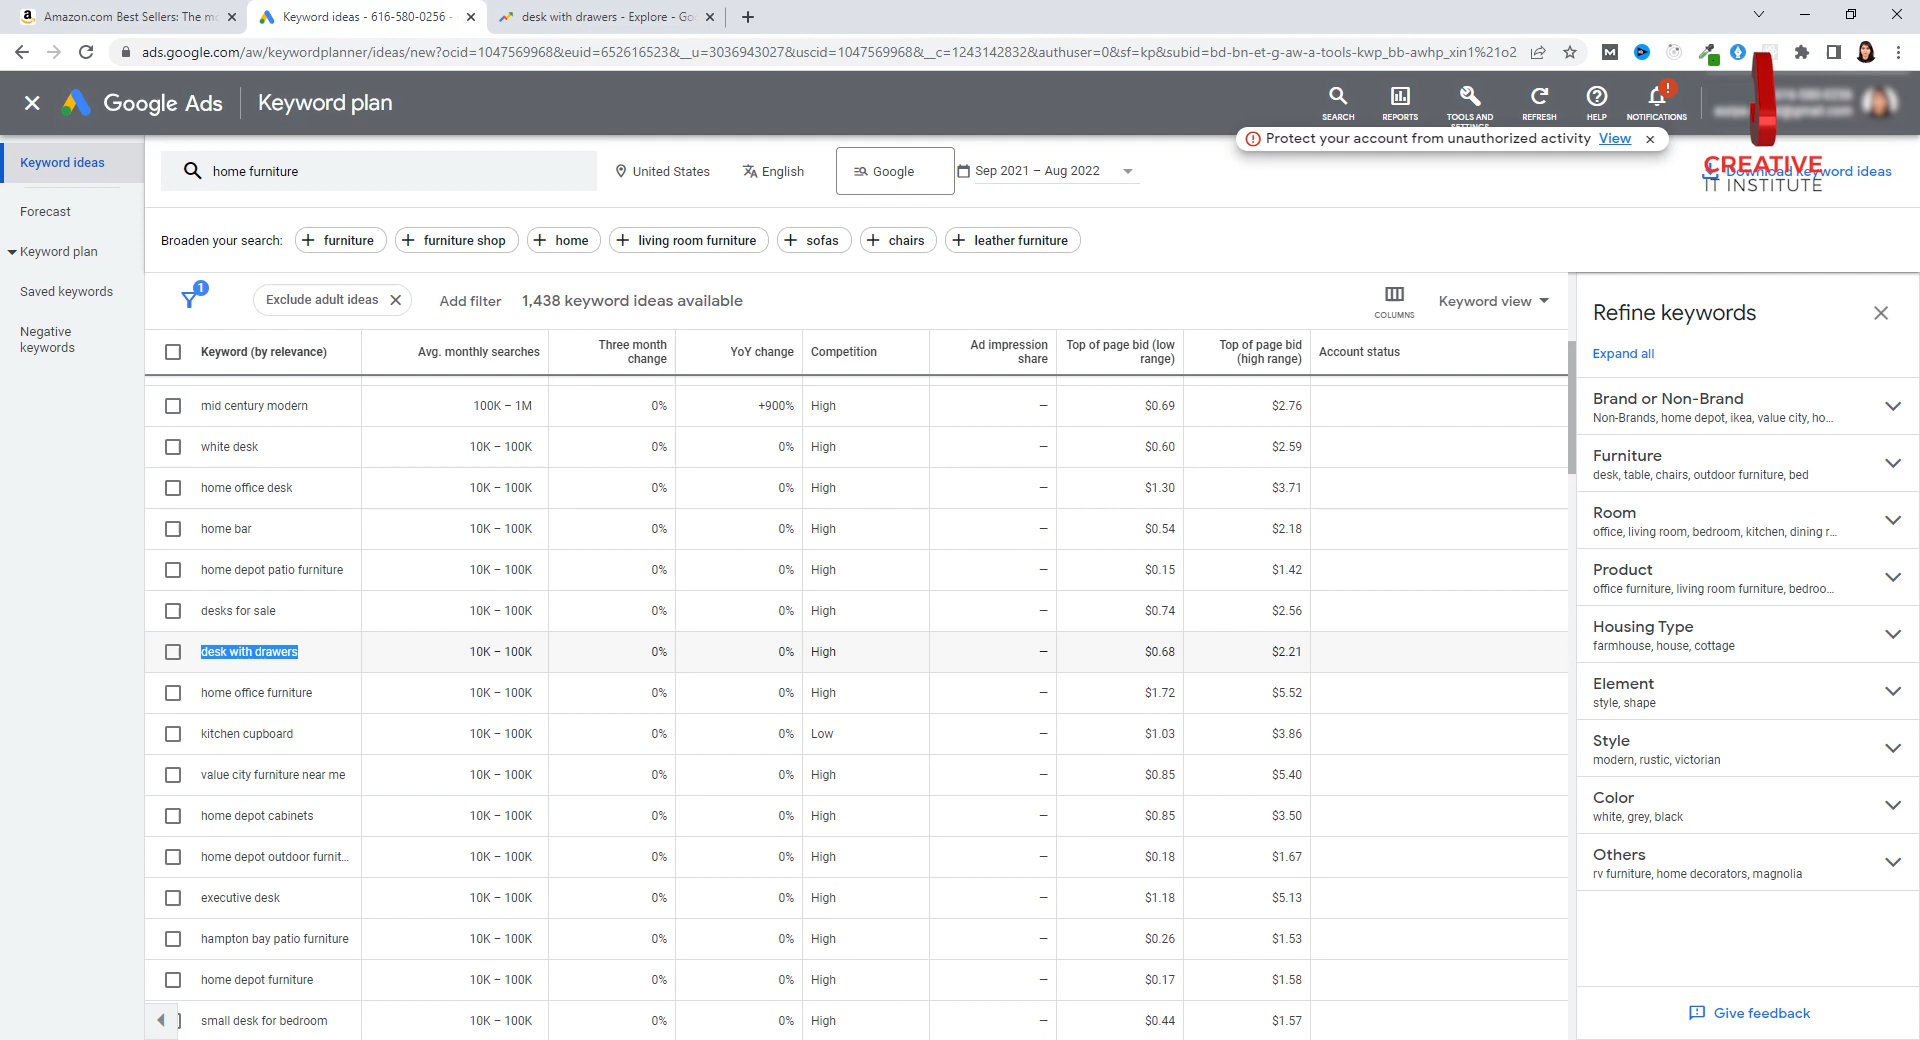 Amazon.com Best Sellers: The mo
Keyword ideas - 616-580-0256 -
desk with drawers - Explore - Goo
ads.google.com/aw/keywordplanner/ideas/new?ocid=1047569968&euid=652616523&__u=3036943027&uscid=1047569968&__c=1243142832&authuser=0&sf=kp&subid=bd-bn-et-g-aw-a-tools-kwp_bb-awhp_xin1%21o2
Google Ads
Keyword plan
SEARCH
REPORTS
TOOLS AND
SETTINGS
REFRESH
HELP
NOTIFICATIONS
Protect your account from unauthorized activity View
CREATIVE
IT INSTITUTE
Download keyword ideas
Keyword ideas
Forecast
Keyword plan
Saved keywords
Negative
keywords
home furniture
United States
English
Google
Sep 2021 – Aug 2022
Broaden your search:
furniture
furniture shop
home
living room furniture
sofas
chairs
leather furniture
1
Exclude adult ideas
Add filter
1,438 keyword ideas available
COLUMNS
Keyword view
Keyword (by relevance) Avg. monthly searches Three month change YoY change Competition Ad impression share Top of page bid (low range) Top of page bid (high range) Account status
mid century modern 100K – 1M 0% +900% High – $0.69 $2.76
white desk 10K – 100K 0% 0% High – $0.60 $2.59
home office desk 10K – 100K 0% 0% High – $1.30 $3.71
home bar 10K – 100K 0% 0% High – $0.54 $2.18
home depot patio furniture 10K – 100K 0% 0% High – $0.15 $1.42
desks for sale 10K – 100K 0% 0% High – $0.74 $2.56
desk with drawers 10K – 100K 0% 0% High – $0.68 $2.21
home office furniture 10K – 100K 0% 0% High – $1.72 $5.52
kitchen cupboard 10K – 100K 0% 0% Low – $1.03 $3.86
value city furniture near me 10K – 100K 0% 0% High – $0.85 $5.40
home depot cabinets 10K – 100K 0% 0% High – $0.85 $3.50
home depot outdoor furnit... 10K – 100K 0% 0% High – $0.18 $1.67
executive desk 10K – 100K 0% 0% High – $1.18 $5.13
hampton bay patio furniture 10K – 100K 0% 0% High – $0.26 $1.53
home depot furniture 10K – 100K 0% 0% High – $0.17 $1.58
small desk for bedroom 10K – 100K 0% 0% High – $0.44 $1.57
Refine keywords
Expand all
Brand or Non-Brand
Non-Brands, home depot, ikea, value city, ho...
Furniture
desk, table, chairs, outdoor furniture, bed
Room
office, living room, bedroom, kitchen, dining r...
Product
office furniture, living room furniture, bedroo...
Housing Type
farmhouse, house, cottage
Element
style, shape
Style
modern, rustic, victorian
Color
white, grey, black
Others
rv furniture, home decorators, magnolia
Give feedback